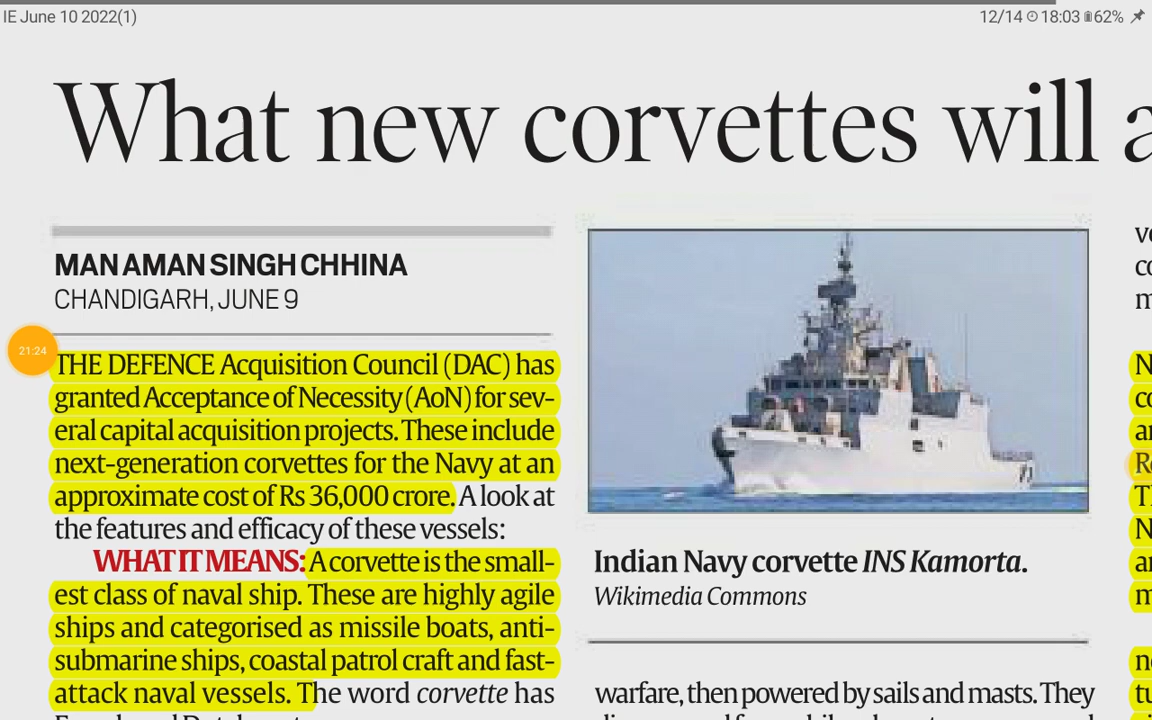 IE June 10 2022(1)
12/14 18:03 62%
What new corvettes will a
MAN AMAN SINGH CHHINA
CHANDIGARH, JUNE 9
21:24
THE DEFENCE Acquisition Council (DAC) has
granted Acceptance of Necessity (AoN) for sev-
eral capital acquisition projects. These include
next-generation corvettes for the Navy at an
approximate cost of Rs 36,000 crore. A look at
the features and efficacy of these vessels:
WHAT IT MEANS: A corvette is the small-
est class of naval ship. These are highly agile
ships and categorised as missile boats, anti-
submarine ships, coastal patrol craft and fast-
attack naval vessels. The word corvette has
Indian Navy corvette INS Kamorta.
Wikimedia Commons
warfare, then powered by sails and masts. They